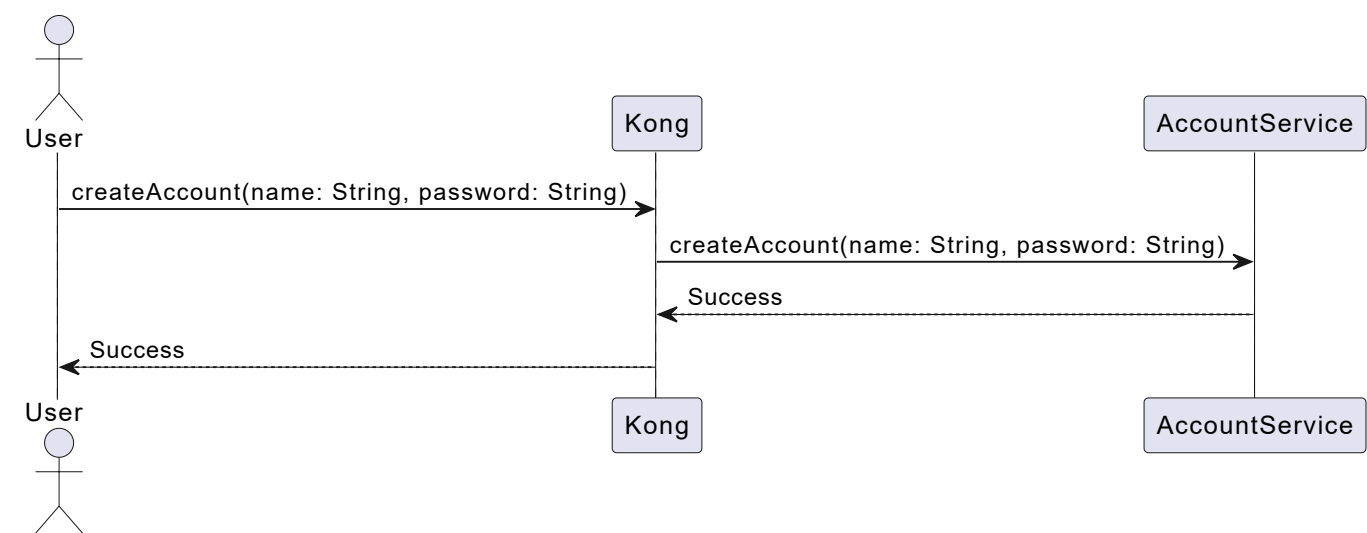 User
Kong
AccountService
createAccount(name: String, password: String)
createAccount(name: String, password: String)
Success
Success
User
Kong
AccountService